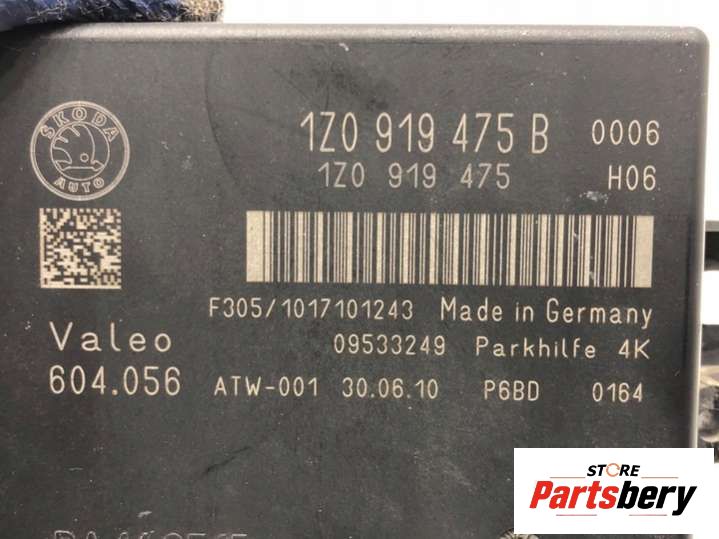 ŠKODA
AUTO
1Z0 919 475 B 0006
1Z0 919 475 H06
F305/1017101243 Made in Germany
Valeo
09533249 Parkhilfe 4K
604.056
ATW-001 30.06.10 P6BD 0164
STORE
Partsbery